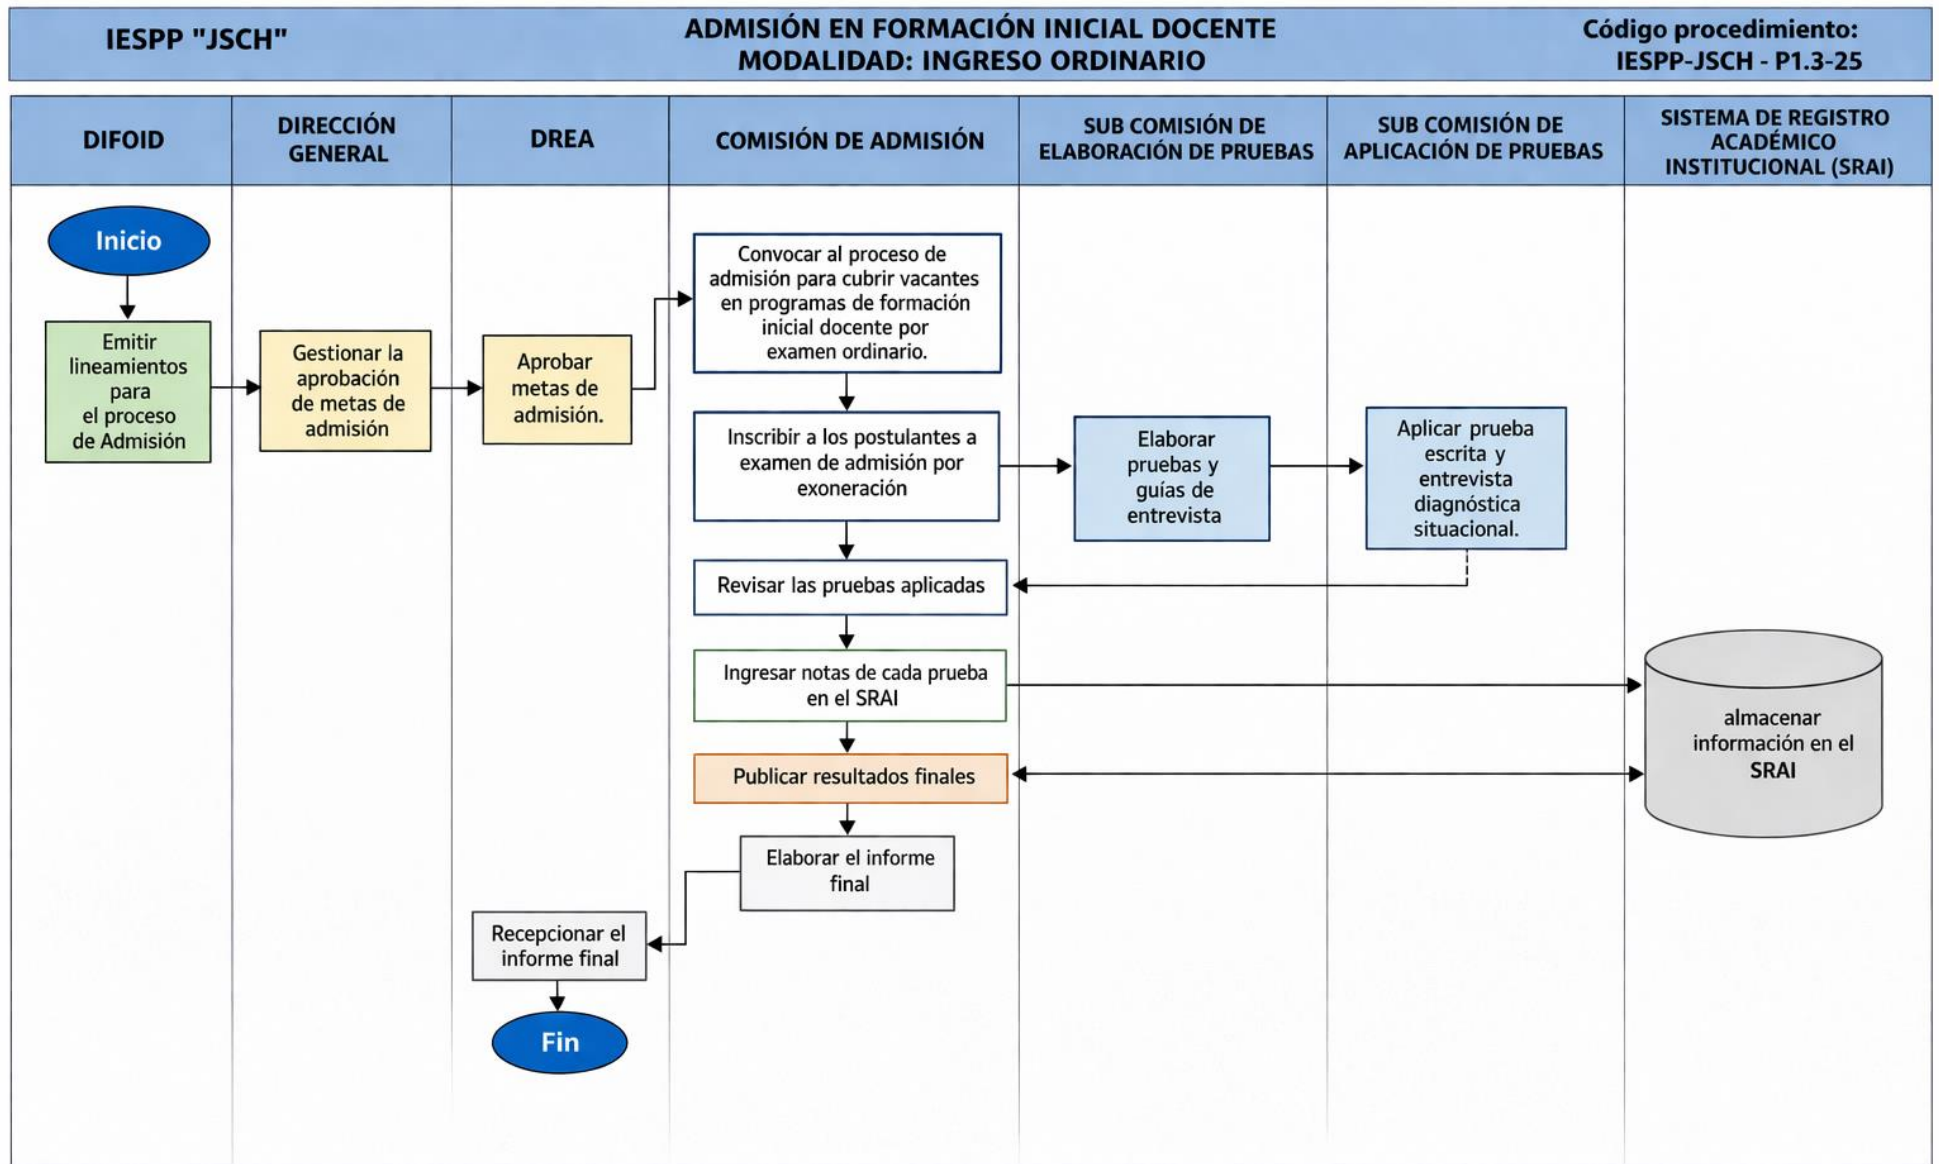 IESPP "JSCH"
ADMISIÓN EN FORMACIÓN INICIAL DOCENTE
MODALIDAD: INGRESO ORDINARIO
Código procedimiento:
IESPP-JSCH - P1.3-25
DIFOID
DIRECCIÓN
GENERAL
DREA
COMISIÓN DE ADMISIÓN
SUB COMISIÓN DE
ELABORACIÓN DE PRUEBAS
SUB COMISIÓN DE
APLICACIÓN DE PRUEBAS
SISTEMA DE REGISTRO
ACADÉMICO
INSTITUCIONAL (SRAI)
Inicio
Emitir
lineamientos
para
el proceso
de Admisión
Gestionar la
aprobación
de metas de
admisión
Aprobar
metas de
admisión.
Convocar al proceso de
admisión para cubrir vacantes
en programas de formación
inicial docente por
examen ordinario.
Inscribir a los postulantes a
examen de admisión por
exoneración
Elaborar
pruebas y
guías de
entrevista
Aplicar prueba
escrita y
entrevista
diagnóstica
situacional.
Revisar las pruebas aplicadas
Ingresar notas de cada prueba
en el SRAI
almacenar
información en el
SRAI
Publicar resultados finales
Elaborar el informe
final
Recepcionar el
informe final
Fin